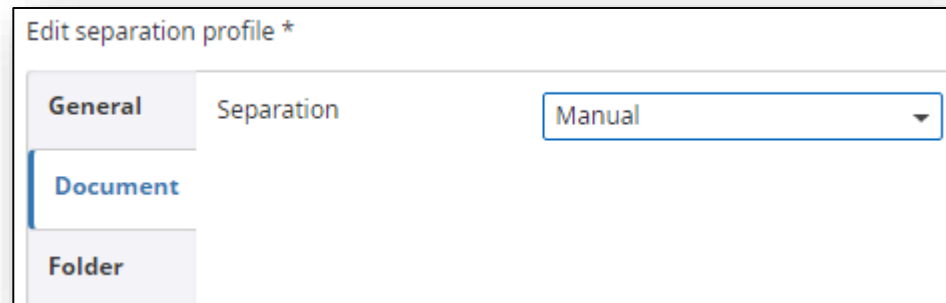 Edit separation profile *
General
Separation
Manual
Document
Folder